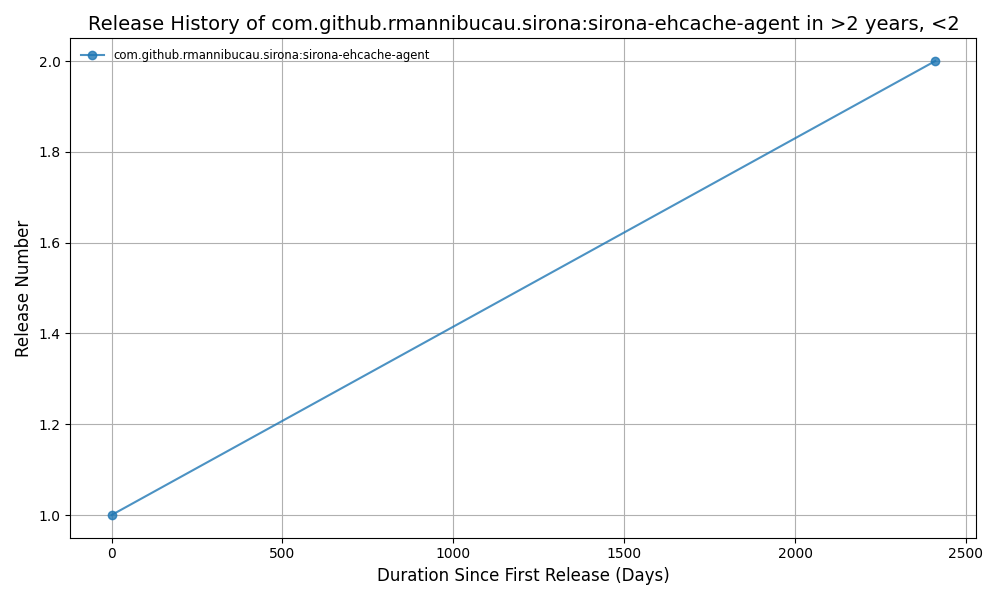 Release History of com.github.rmannibucau.sirona:sirona-ehcache-agent in >2 years, <2
com.github.rmannibucau.sirona:sirona-ehcache-agent
Release Number
2.0
1.8
1.6
1.4
1.2
1.0
0 500 1000 1500 2000 2500
Duration Since First Release (Days)